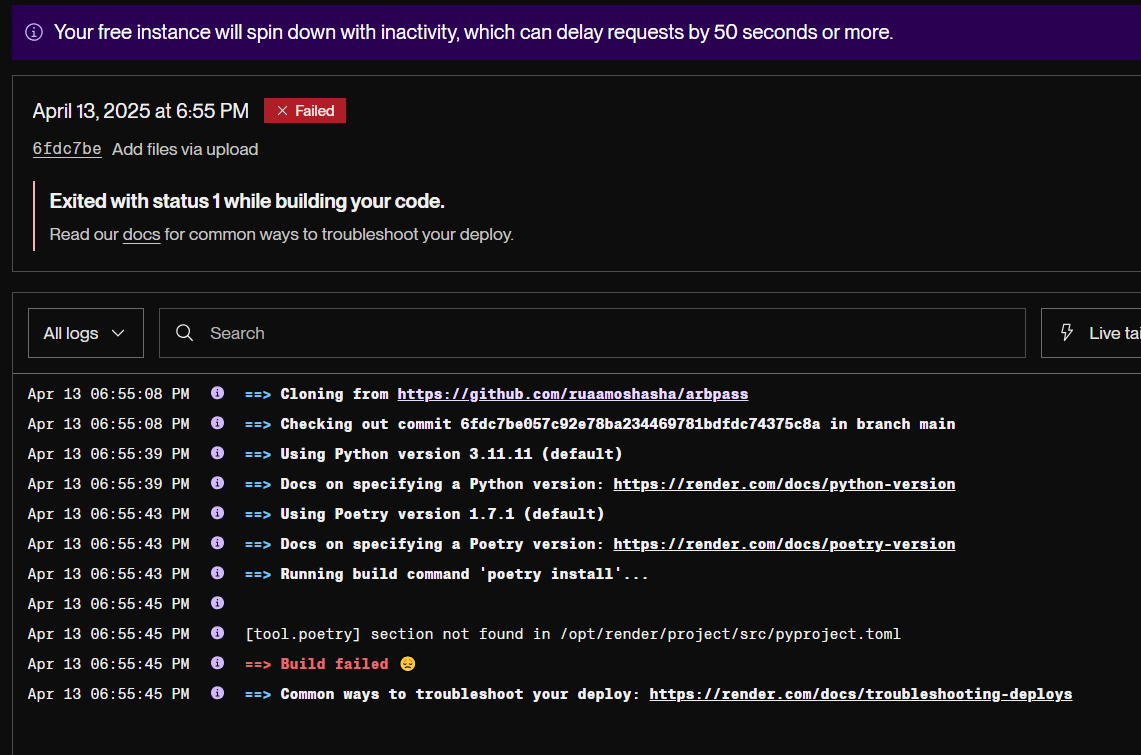 Your free instance will spin down with inactivity, which can delay requests by 50 seconds or more.
April 13, 2025 at 6:55 PM Failed
6fdc7be Add files via upload
Exited with status 1 while building your code.
Read our docs for common ways to troubleshoot your deploy.
All logs Search Live tai
Apr 13 06:55:08 PM ==> Cloning from https://github.com/ruaamoshasha/arbpass
Apr 13 06:55:08 PM ==> Checking out commit 6fdc7be057c92e78ba234469781bdfdc74375c8a in branch main
Apr 13 06:55:39 PM ==> Using Python version 3.11.11 (default)
Apr 13 06:55:39 PM ==> Docs on specifying a Python version: https://render.com/docs/python-version
Apr 13 06:55:43 PM ==> Using Poetry version 1.7.1 (default)
Apr 13 06:55:43 PM ==> Docs on specifying a Poetry version: https://render.com/docs/poetry-version
Apr 13 06:55:43 PM ==> Running build command 'poetry install'...
Apr 13 06:55:45 PM
Apr 13 06:55:45 PM [tool.poetry] section not found in /opt/render/project/src/pyproject.toml
Apr 13 06:55:45 PM ==> Build failed 😞
Apr 13 06:55:45 PM ==> Common ways to troubleshoot your deploy: https://render.com/docs/troubleshooting-deploys